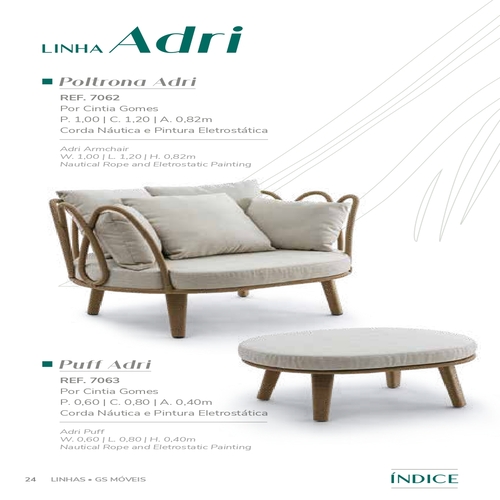 LINHA Adri
Poltrona Adri
REF. 7062
Por Cintia Gomes
P. 1,00 | C. 1,20 | A. 0,82m
Corda Náutica e Pintura Eletrostática
Adri Armchair
W. 1,00 | L. 1,20 | H. 0,82m
Nautical Rope and Eletrostatic Painting
Puff Adri
REF. 7063
Por Cintia Gomes
P. 0,60 | C. 0,80 | A. 0,40m
Corda Náutica e Pintura Eletrostática
Adri Puff
W. 0,60 | L. 0,80 | H. 0,40m
Nautical Rope and Eletrostatic Painting
24 LINHAS • GS MÓVEIS
ÍNDICE